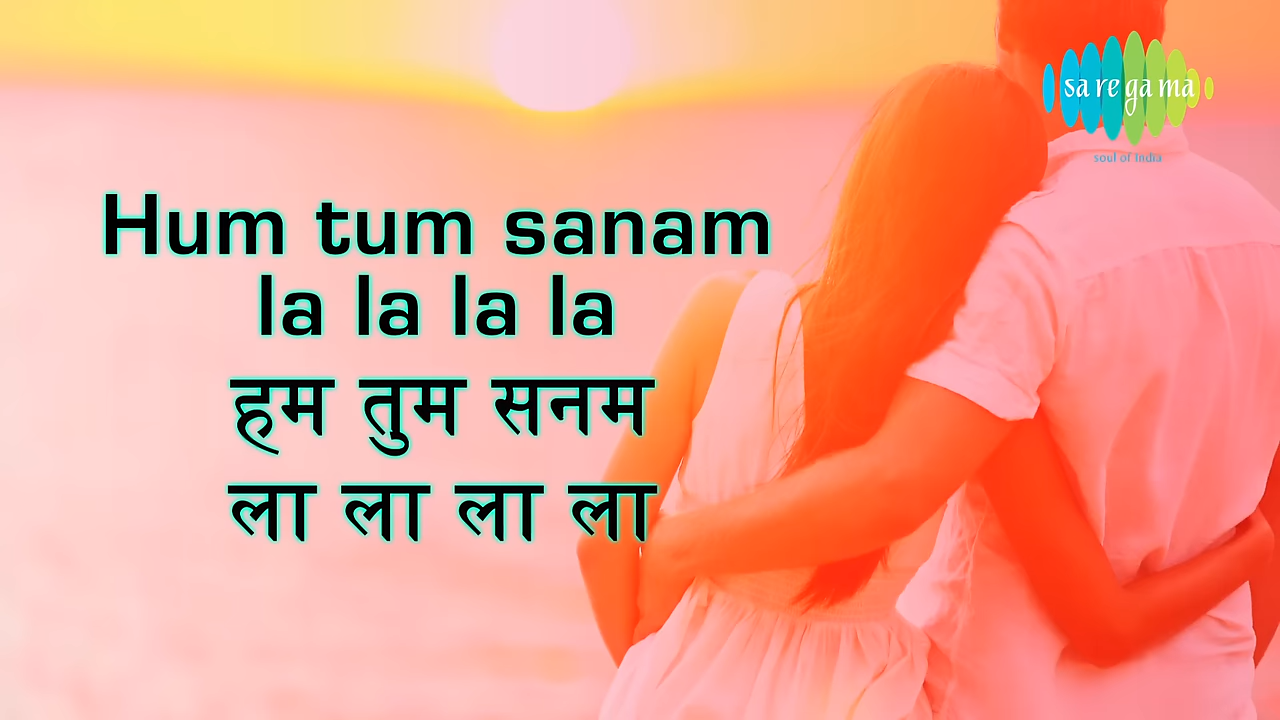 sa re ga ma
soul of India
Hum tum sanam
la la la la
हम तुम सनम
ला ला ला ला